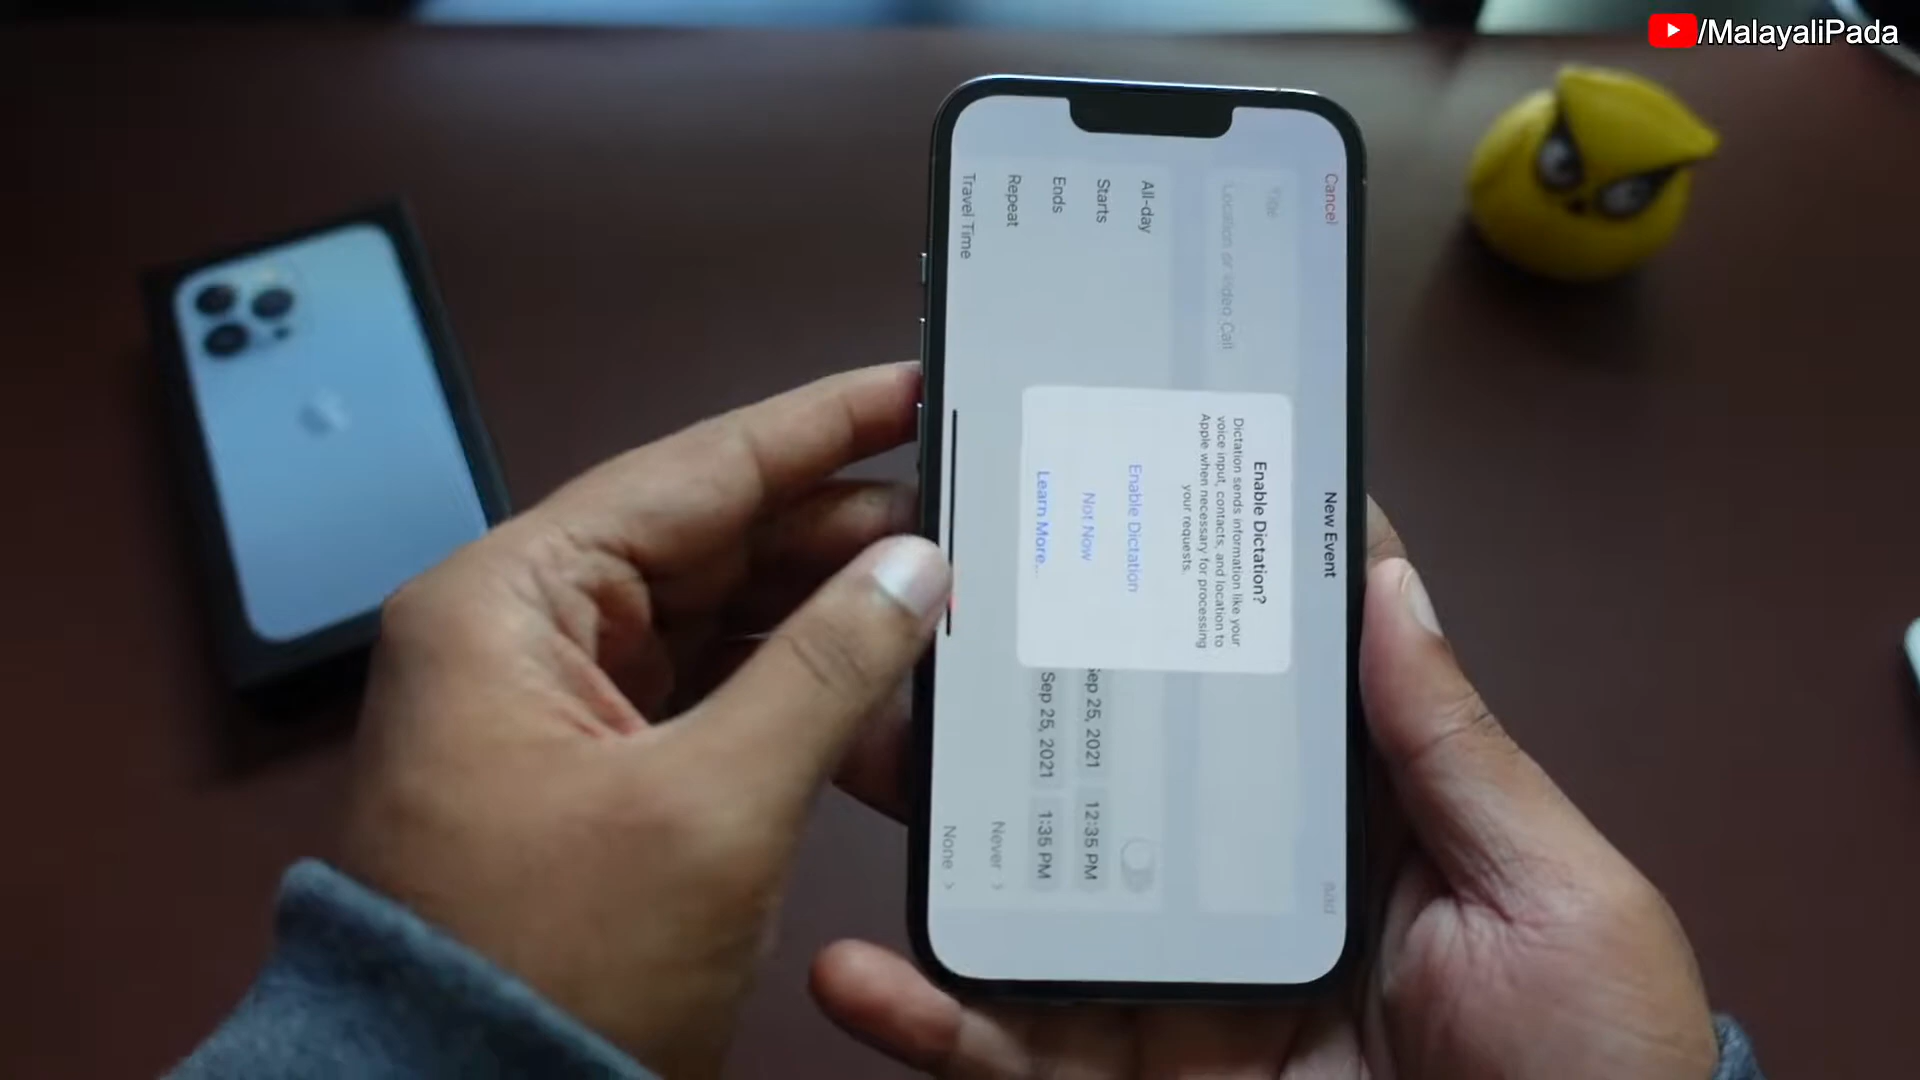 /MalayaliPada
Cancel
New Event
Add
Title
Location or Video Call
Enable Dictation?
Dictation sends information like your
voice input, contacts, and location to
Apple when necessary for processing
your requests.
Enable Dictation
Not Now
Learn More...
All-day
Starts
Sep 25, 2021
12:35 PM
Ends
Sep 25, 2021
1:35 PM
Repeat
Never >
Travel Time
None >